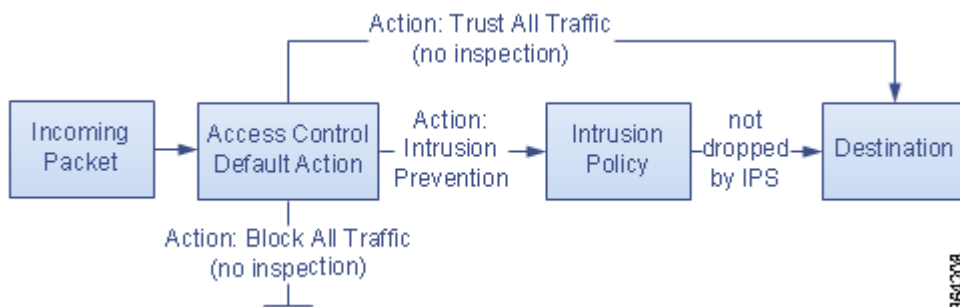 Action: Trust All Traffic
(no inspection)
Incoming
Packet
Access Control
Default Action
Action:
Intrusion
Prevention
Intrusion
Policy
not
dropped
by IPS
Destination
Action: Block All Traffic
(no inspection)